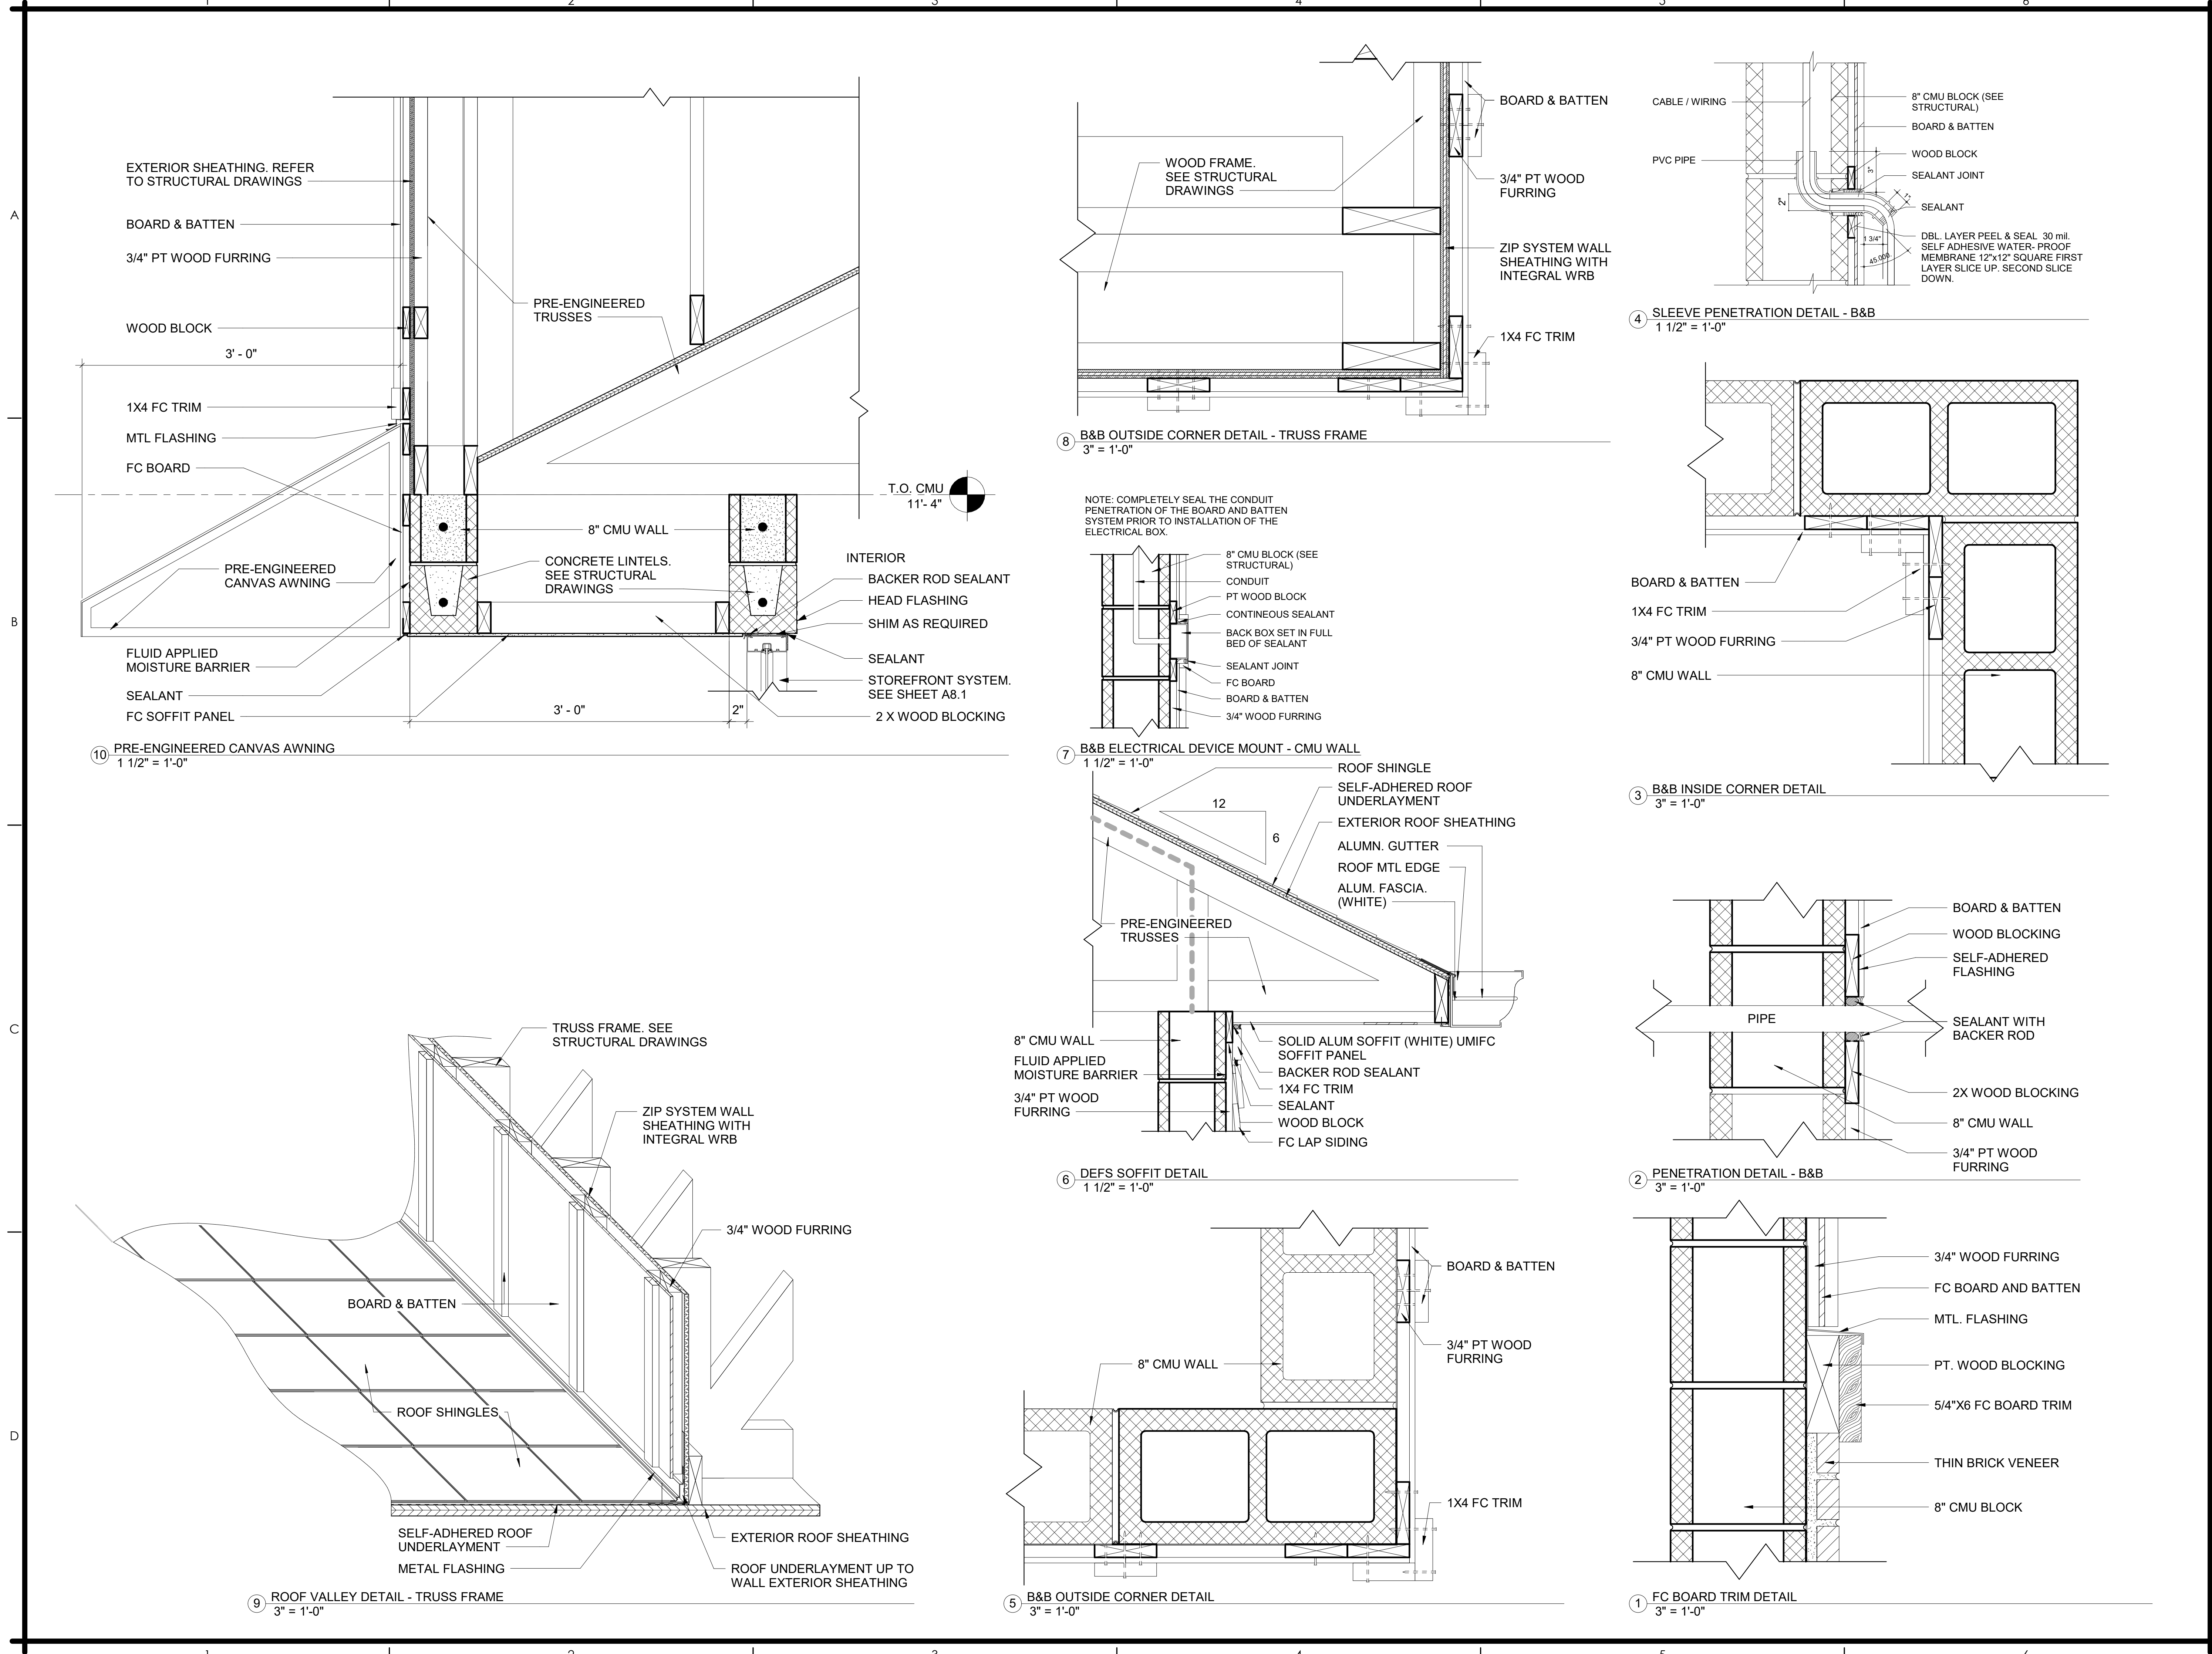 1
2
3
4
5
6
A
B
C
D
EXTERIOR SHEATHING. REFER
TO STRUCTURAL DRAWINGS
BOARD & BATTEN
3/4" PT WOOD FURRING
WOOD BLOCK
3' - 0"
1X4 FC TRIM
MTL FLASHING
FC BOARD
PRE-ENGINEERED
CANVAS AWNING
FLUID APPLIED
MOISTURE BARRIER
SEALANT
FC SOFFIT PANEL
PRE-ENGINEERED
TRUSSES
T.O. CMU
11'- 4"
8" CMU WALL
CONCRETE LINTELS.
SEE STRUCTURAL
DRAWINGS
INTERIOR
BACKER ROD SEALANT
HEAD FLASHING
SHIM AS REQUIRED
SEALANT
STOREFRONT SYSTEM.
SEE SHEET A8.1
2 X WOOD BLOCKING
3' - 0"
2"
10
PRE-ENGINEERED CANVAS AWNING
1 1/2" = 1'-0"
WOOD FRAME.
SEE STRUCTURAL
DRAWINGS
BOARD & BATTEN
3/4" PT WOOD
FURRING
ZIP SYSTEM WALL
SHEATHING WITH
INTEGRAL WRB
1X4 FC TRIM
8
B&B OUTSIDE CORNER DETAIL - TRUSS FRAME
3" = 1'-0"
CABLE / WIRING
PVC PIPE
8" CMU BLOCK (SEE
STRUCTURAL)
BOARD & BATTEN
WOOD BLOCK
SEALANT JOINT
SEALANT
DBL. LAYER PEEL & SEAL 30 mil.
SELF ADHESIVE WATER- PROOF
MEMBRANE 12"x12" SQUARE FIRST
LAYER SLICE UP. SECOND SLICE
DOWN.
3"
2"
1"
1 3/4"
45.000
4
SLEEVE PENETRATION DETAIL - B&B
1 1/2" = 1'-0"
NOTE: COMPLETELY SEAL THE CONDUIT
PENETRATION OF THE BOARD AND BATTEN
SYSTEM PRIOR TO INSTALLATION OF THE
ELECTRICAL BOX.
8" CMU BLOCK (SEE
STRUCTURAL)
CONDUIT
PT WOOD BLOCK
CONTINEOUS SEALANT
BACK BOX SET IN FULL
BED OF SEALANT
SEALANT JOINT
FC BOARD
BOARD & BATTEN
3/4" WOOD FURRING
7
B&B ELECTRICAL DEVICE MOUNT - CMU WALL
1 1/2" = 1'-0"
BOARD & BATTEN
1X4 FC TRIM
3/4" PT WOOD FURRING
8" CMU WALL
3
B&B INSIDE CORNER DETAIL
3" = 1'-0"
ROOF SHINGLE
SELF-ADHERED ROOF
UNDERLAYMENT
EXTERIOR ROOF SHEATHING
ALUMN. GUTTER
ROOF MTL EDGE
ALUM. FASCIA.
(WHITE)
12
6
PRE-ENGINEERED
TRUSSES
8" CMU WALL
FLUID APPLIED
MOISTURE BARRIER
3/4" PT WOOD
FURRING
SOLID ALUM SOFFIT (WHITE) UMIFC
SOFFIT PANEL
BACKER ROD SEALANT
1X4 FC TRIM
SEALANT
WOOD BLOCK
FC LAP SIDING
6
DEFS SOFFIT DETAIL
1 1/2" = 1'-0"
BOARD & BATTEN
WOOD BLOCKING
SELF-ADHERED
FLASHING
PIPE
SEALANT WITH
BACKER ROD
2X WOOD BLOCKING
8" CMU WALL
3/4" PT WOOD
FURRING
2
PENETRATION DETAIL - B&B
3" = 1'-0"
TRUSS FRAME. SEE
STRUCTURAL DRAWINGS
ZIP SYSTEM WALL
SHEATHING WITH
INTEGRAL WRB
3/4" WOOD FURRING
BOARD & BATTEN
ROOF SHINGLES
SELF-ADHERED ROOF
UNDERLAYMENT
METAL FLASHING
EXTERIOR ROOF SHEATHING
ROOF UNDERLAYMENT UP TO
WALL EXTERIOR SHEATHING
9
ROOF VALLEY DETAIL - TRUSS FRAME
3" = 1'-0"
BOARD & BATTEN
3/4" PT WOOD
FURRING
8" CMU WALL
1X4 FC TRIM
5
B&B OUTSIDE CORNER DETAIL
3" = 1'-0"
3/4" WOOD FURRING
FC BOARD AND BATTEN
MTL. FLASHING
PT. WOOD BLOCKING
5/4"X6 FC BOARD TRIM
THIN BRICK VENEER
8" CMU BLOCK
1
FC BOARD TRIM DETAIL
3" = 1'-0"
1
2
3
4
5
6